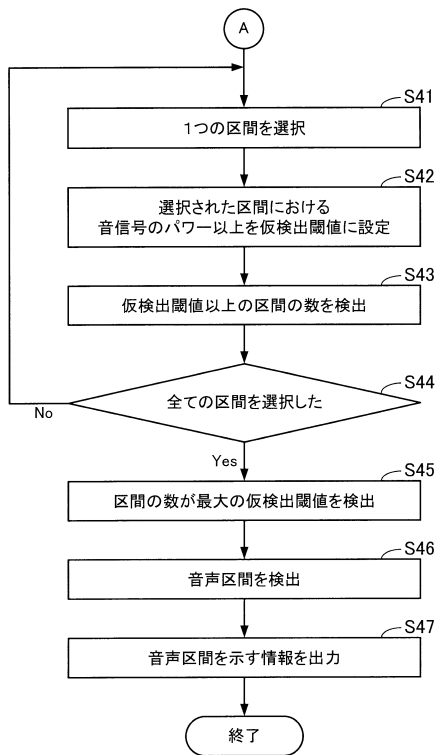 A
S41
1つの区間を選択
S42
選択された区間における
音信号のパワー以上を仮検出閾値に設定
S43
仮検出閾値以上の区間の数を検出
S44
全ての区間を選択した
No
Yes
S45
区間の数が最大の仮検出閾値を検出
S46
音声区間を検出
S47
音声区間を示す情報を出力
終了